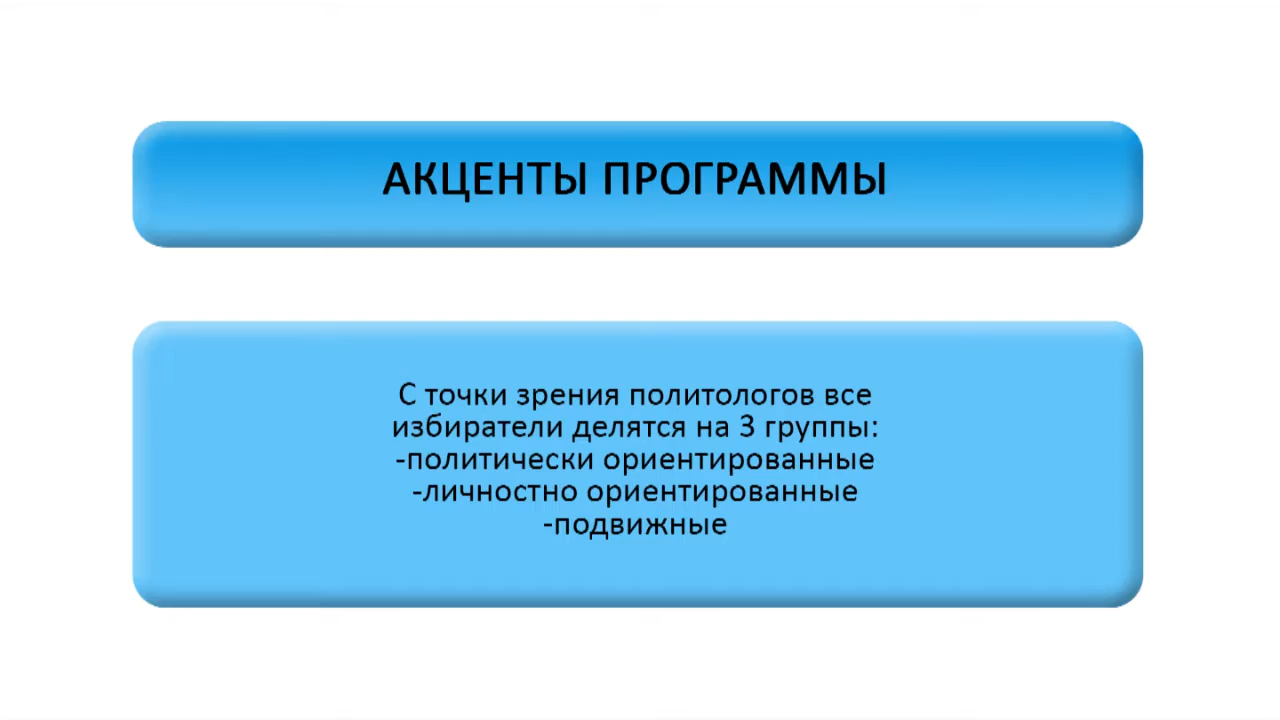 АКЦЕНТЫ ПРОГРАММЫ
С точки зрения политологов все
избиратели делятся на 3 группы:
-политически ориентированные
-личностно ориентированные
-подвижные